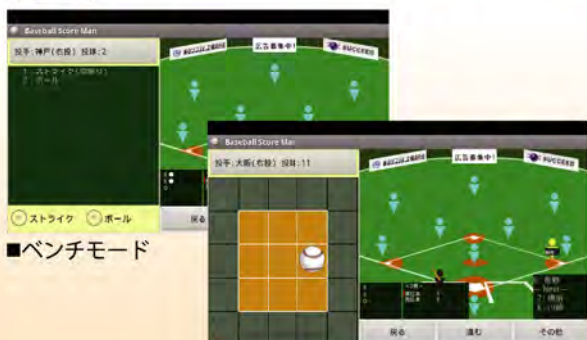 Baseball Score Man
投手:神戸(右投) 投球:2
1:ストライク(空振り)
2:ボール
広告募集中!
SUCCEED
ストライク
ボール
戻る
■ベンチモード
Baseball Score Man
投手:大阪(右投) 投球:11
広告募集中!
SUCCEED
戻る
進む
その他